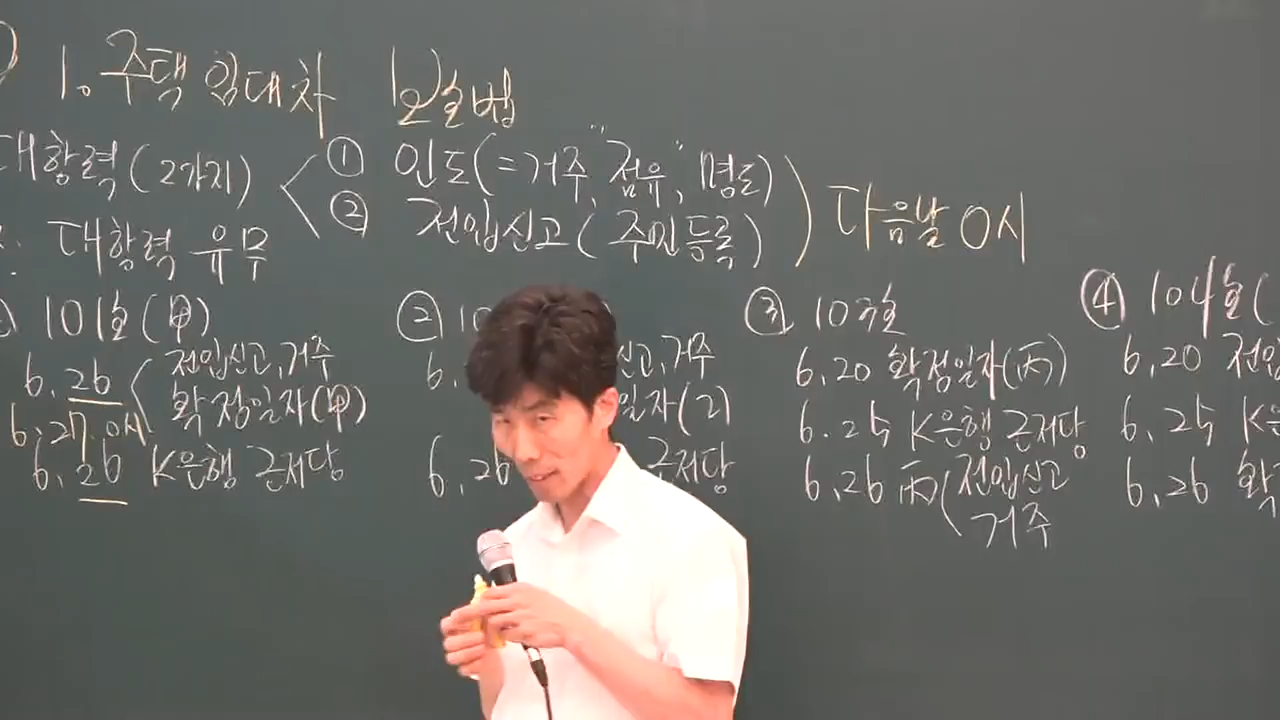 1. 주택 임대차 보호법
대항력 (2가지) ① 인도(=거주, "점유", 명도)
② 전입신고 (주민등록) 다음날 0시
대항력 유무
101호(甲)
6.26 전입신고, 거주
확정일자(甲)
6.27. 0시
6.26 K은행 근저당
② 10
6. 신고, 거주
일자(
6.26 근저당
③ 103호
6.20 확정일자(丙)
6.25 K은행 근저당
6.26 丙 전입신고
거주
④ 104호(
6.20 전입
6.25 K은
6.26 확